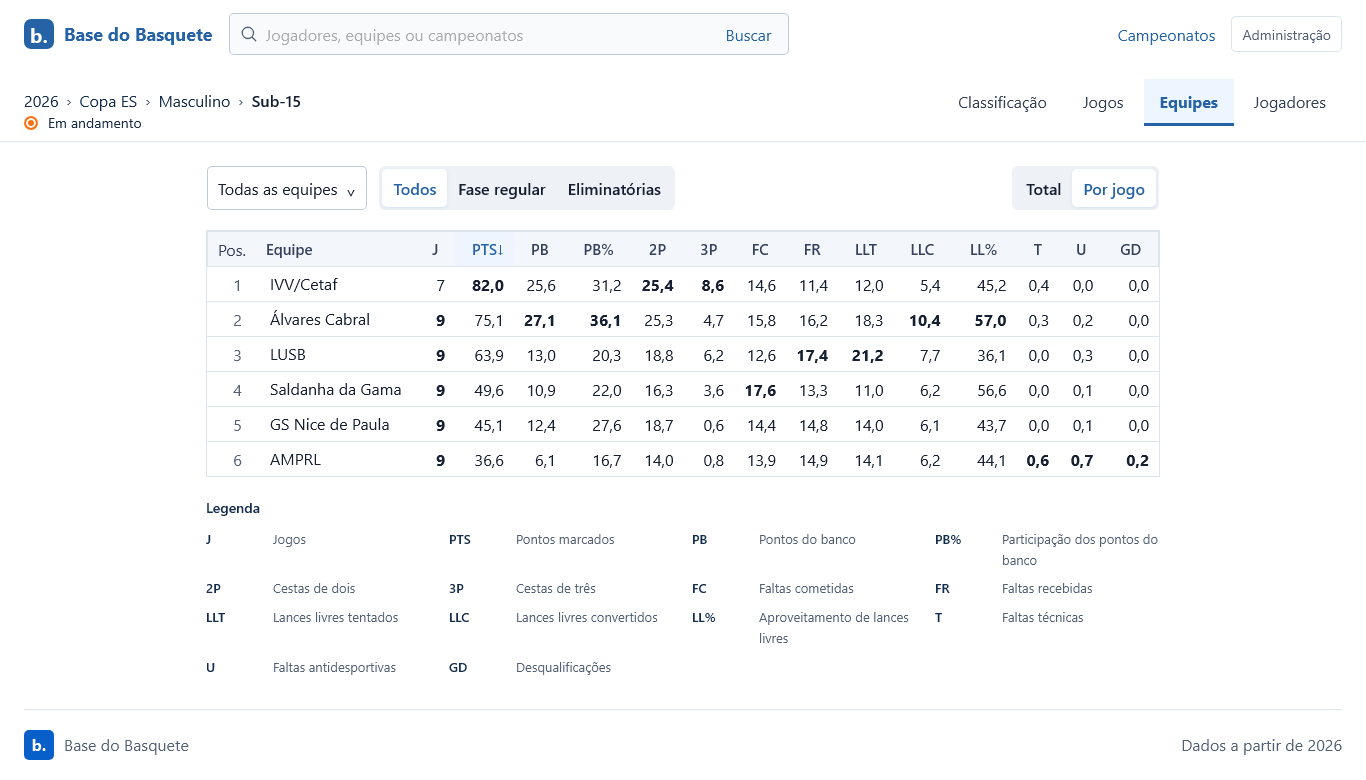 b. Base do Basquete Jogadores, equipes ou campeonatos Buscar Campeonatos Administração
2026 › Copa ES › Masculino › Sub-15 Classificação Jogos Equipes Jogadores
Em andamento
Todas as equipes Todos Fase regular Eliminatórias Total Por jogo
Pos. Equipe J PTS↓ PB PB% 2P 3P FC FR LLT LLC LL% T U GD
1 IVV/Cetaf 7 82,0 25,6 31,2 25,4 8,6 14,6 11,4 12,0 5,4 45,2 0,4 0,0 0,0
2 Álvares Cabral 9 75,1 27,1 36,1 25,3 4,7 15,8 16,2 18,3 10,4 57,0 0,3 0,2 0,0
3 LUSB 9 63,9 13,0 20,3 18,8 6,2 12,6 17,4 21,2 7,7 36,1 0,0 0,3 0,0
4 Saldanha da Gama 9 49,6 10,9 22,0 16,3 3,6 17,6 13,3 11,0 6,2 56,6 0,0 0,1 0,0
5 GS Nice de Paula 9 45,1 12,4 27,6 18,7 0,6 14,4 14,8 14,0 6,1 43,7 0,0 0,1 0,0
6 AMPRL 9 36,6 6,1 16,7 14,0 0,8 13,9 14,9 14,1 6,2 44,1 0,6 0,7 0,2
Legenda
J Jogos PTS Pontos marcados PB Pontos do banco PB% Participação dos pontos do
banco
2P Cestas de dois 3P Cestas de três FC Faltas cometidas FR Faltas recebidas
LLT Lances livres tentados LLC Lances livres convertidos LL% Aproveitamento de lances T Faltas técnicas
livres
U Faltas antidesportivas GD Desqualificações
b. Base do Basquete Dados a partir de 2026